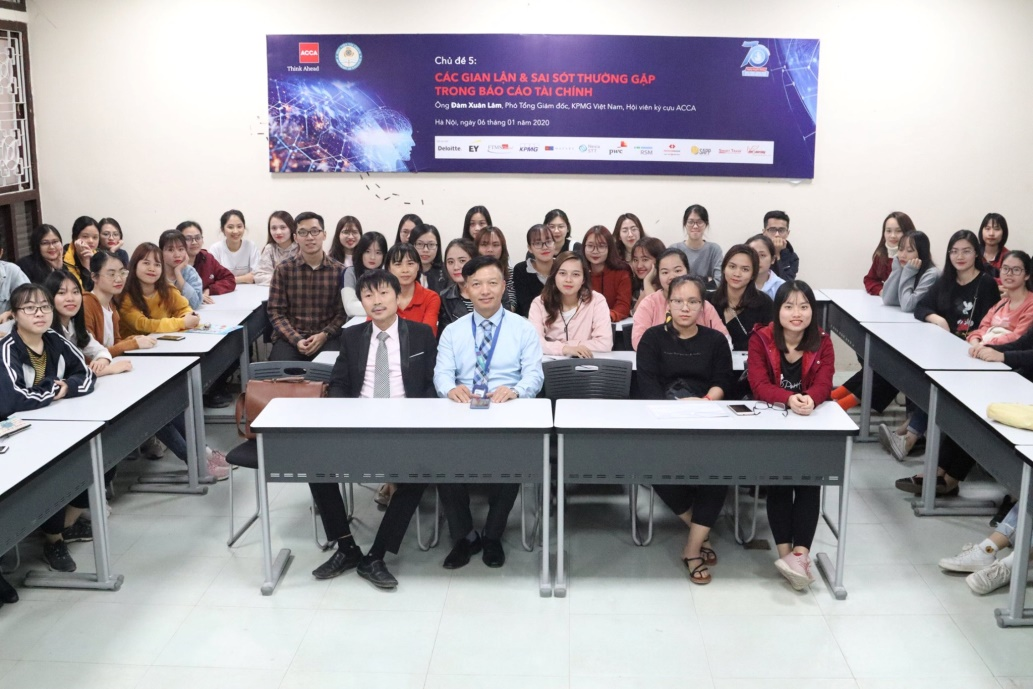 ACCA
Think Ahead
Chủ đề 5:
CÁC GIAN LẬN & SAI SÓT THƯỜNG GẶP
TRONG BÁO CÁO TÀI CHÍNH
Ông Đàm Xuân Lâm, Phó Tổng Giám đốc, KPMG Việt Nam, Hội viên kỳ cựu ACCA
Hà Nội, ngày 06 tháng 01 năm 2020
Deloitte EY KPMG pwc RSM